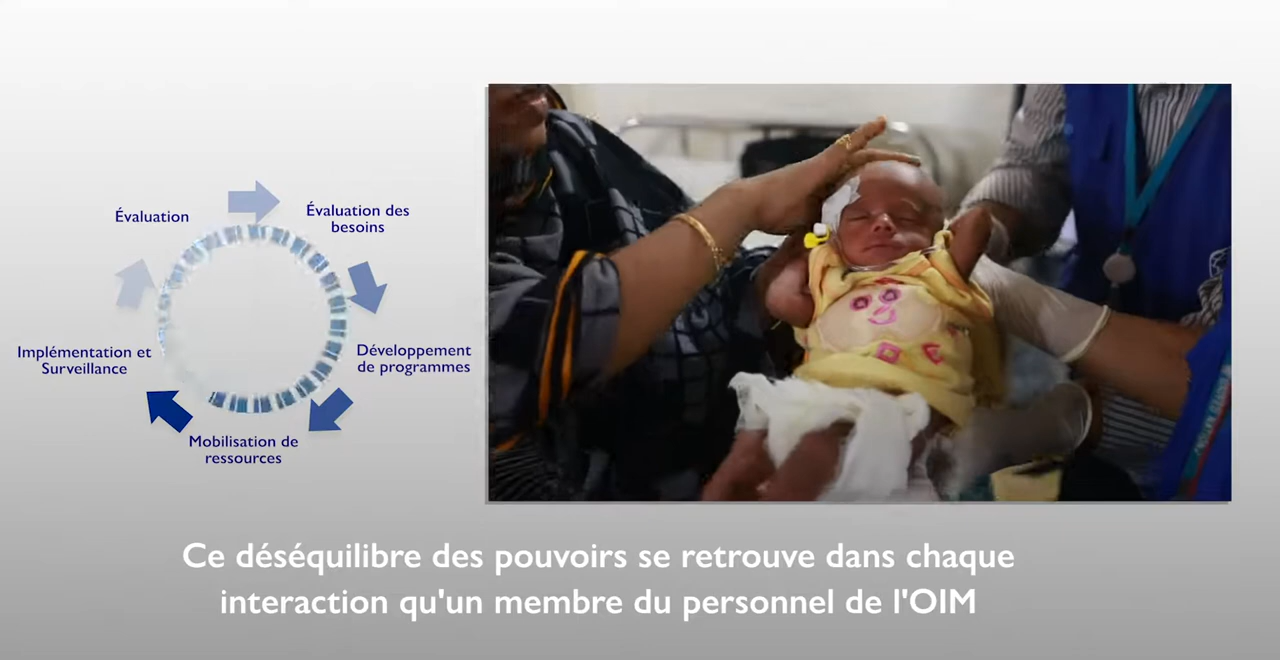 Évaluation
Évaluation des
besoins
Développement
de programmes
Mobilisation de
ressources
Implémentation et
Surveillance
Ce déséquilibre des pouvoirs se retrouve dans chaque
interaction qu'un membre du personnel de l'OIM